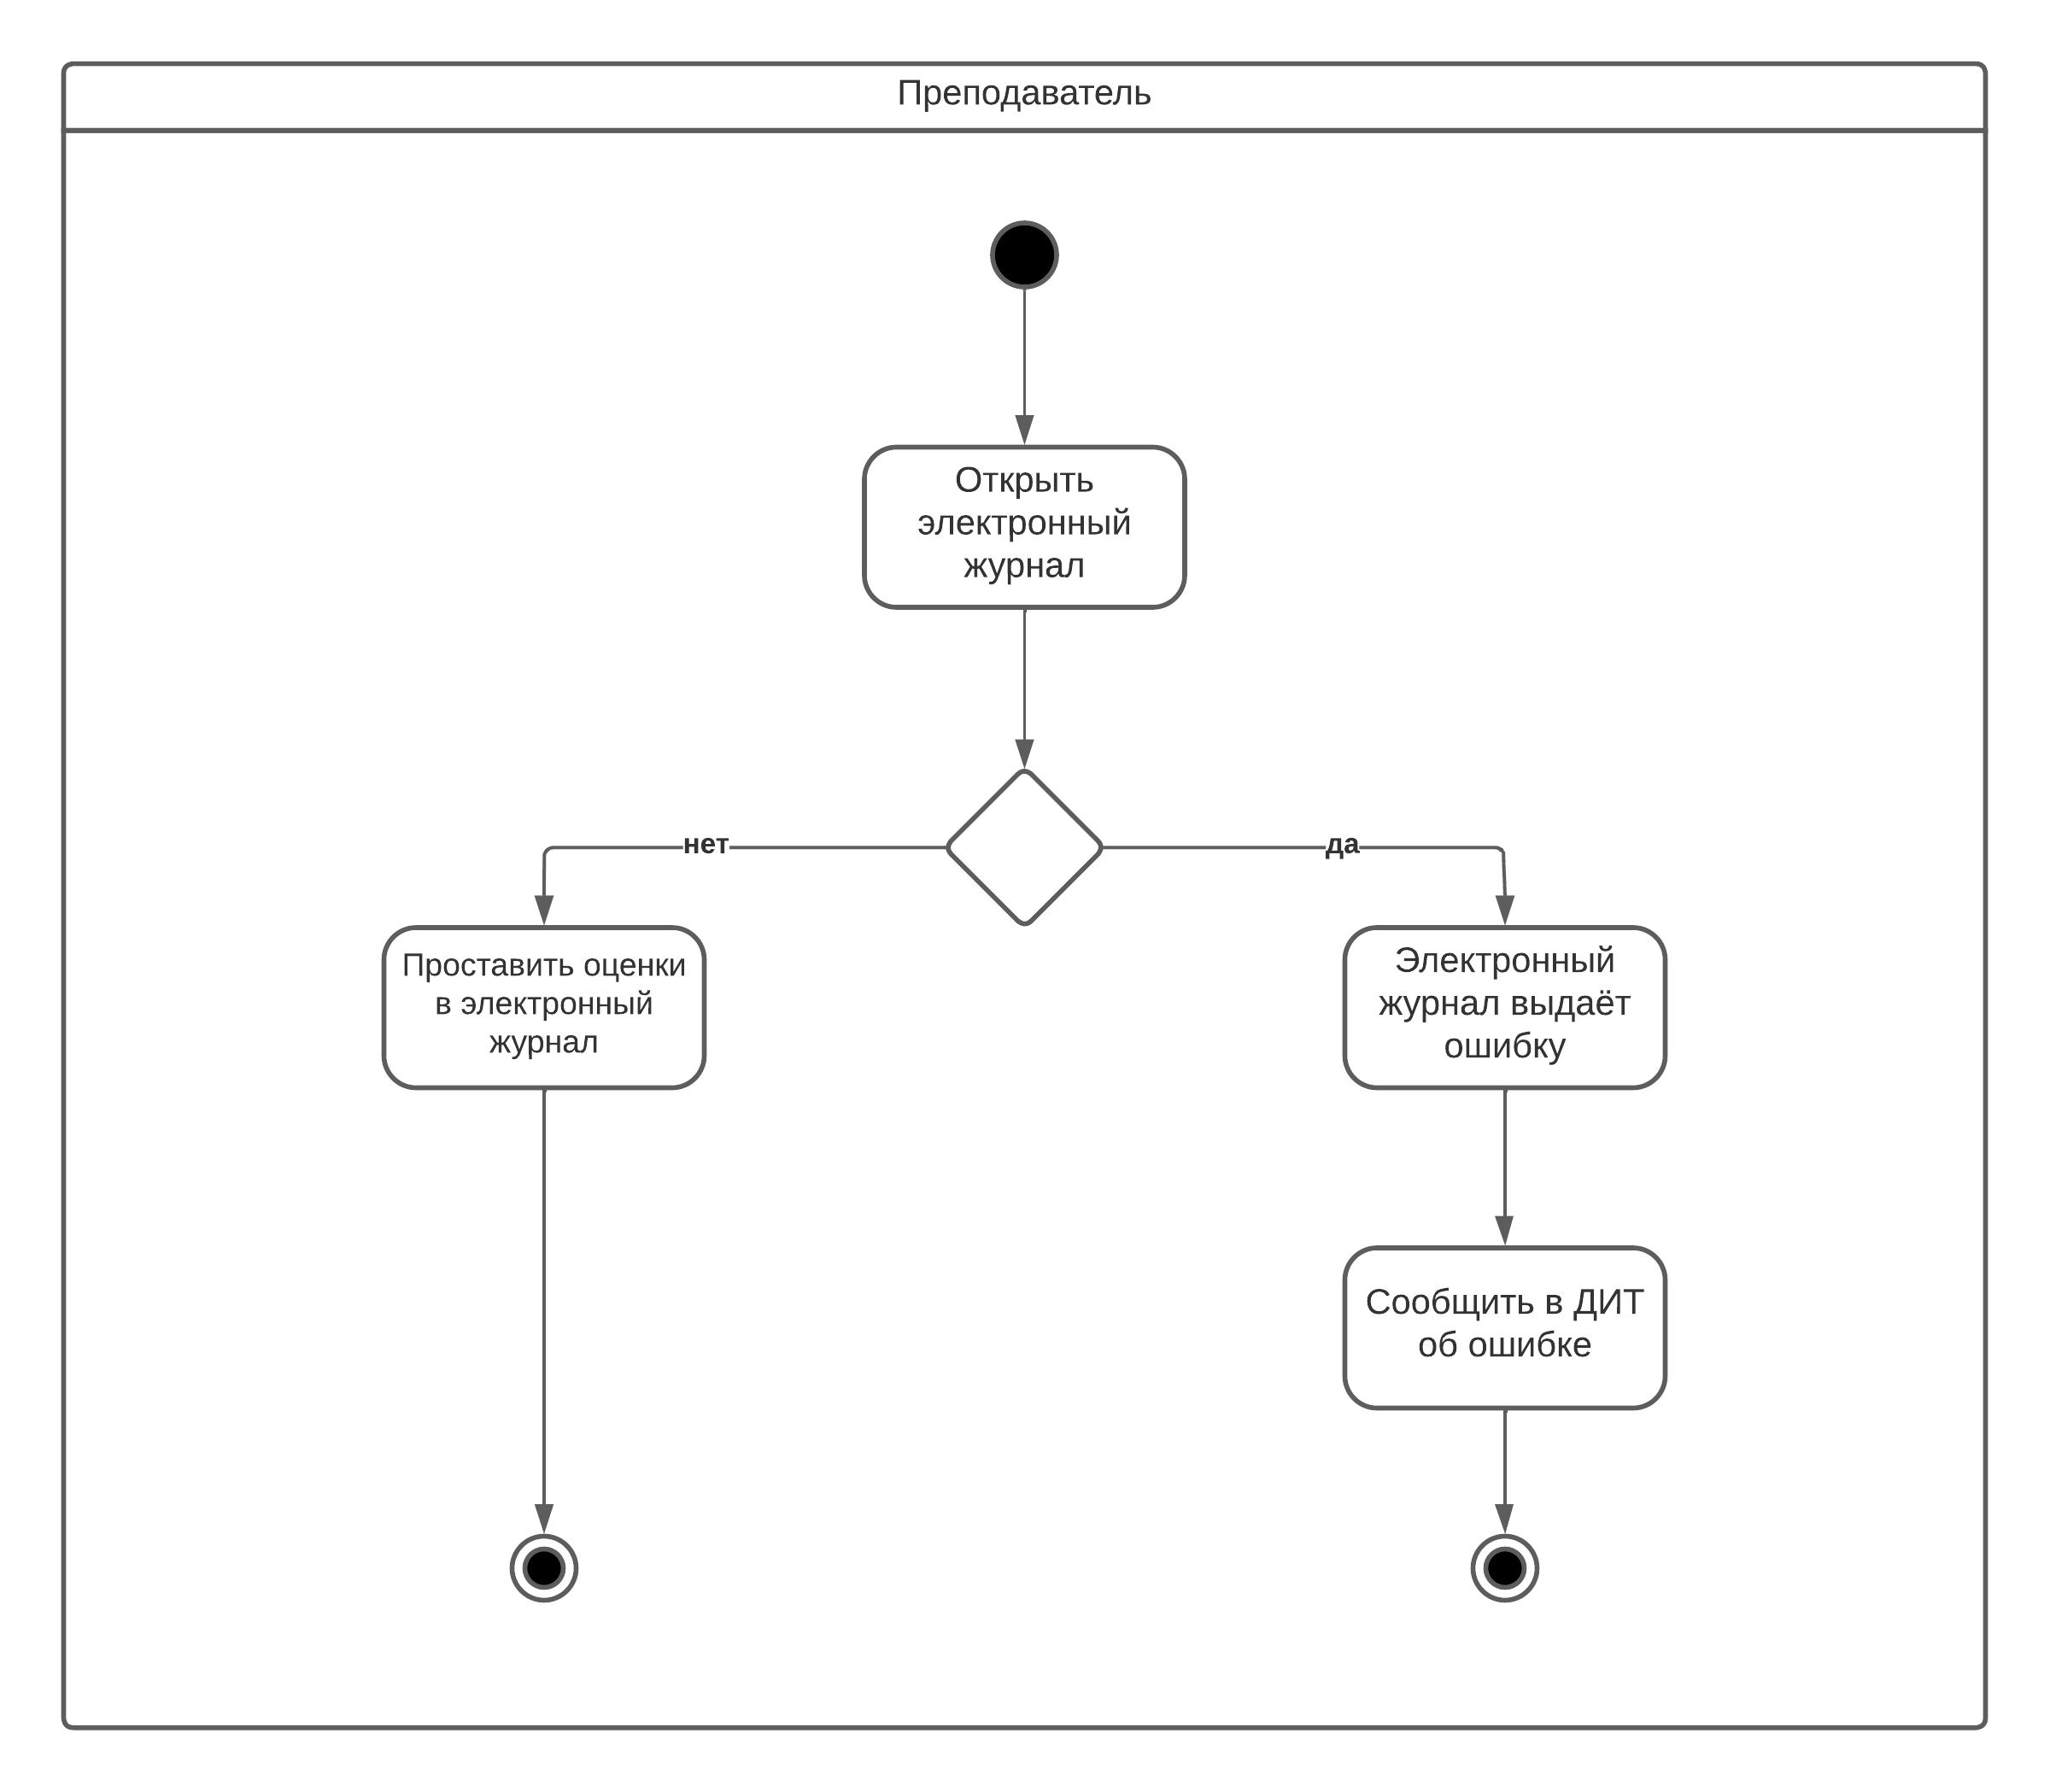 Преподаватель
Открыть
электронный
журнал
нет
да
Проставить оценки
в электронный
журнал
Электронный
журнал выдаёт
ошибку
Сообщить в ДИТ
об ошибке